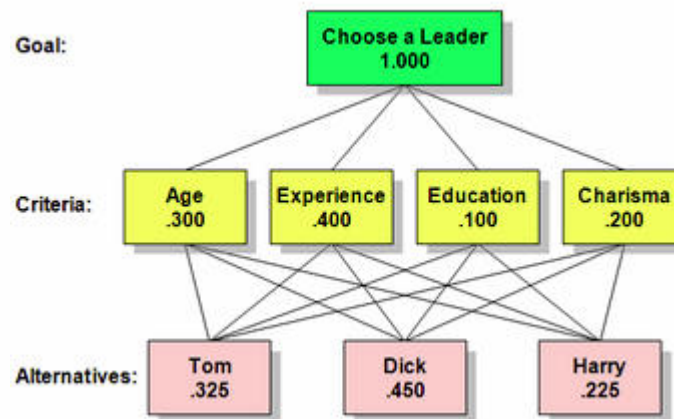 Goal:
Choose a Leader
1.000
Criteria:
Age
.300
Experience
.400
Education
.100
Charisma
.200
Alternatives:
Tom
.325
Dick
.450
Harry
.225